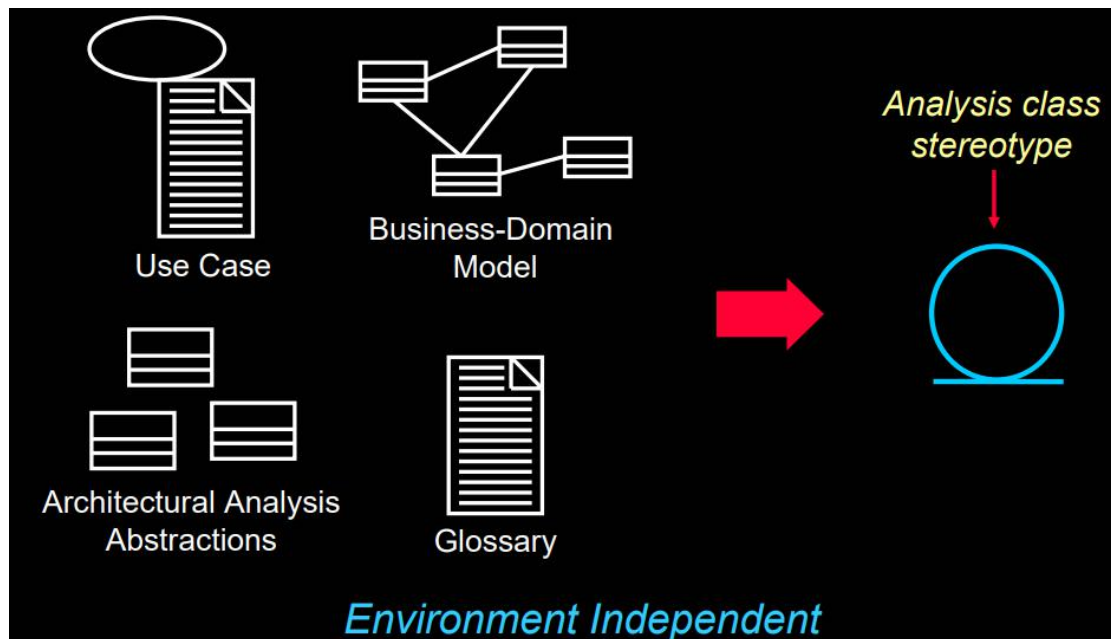 Use Case
Business-Domain
Model
Analysis class
stereotype
Architectural Analysis
Abstractions
Glossary
Environment Independent